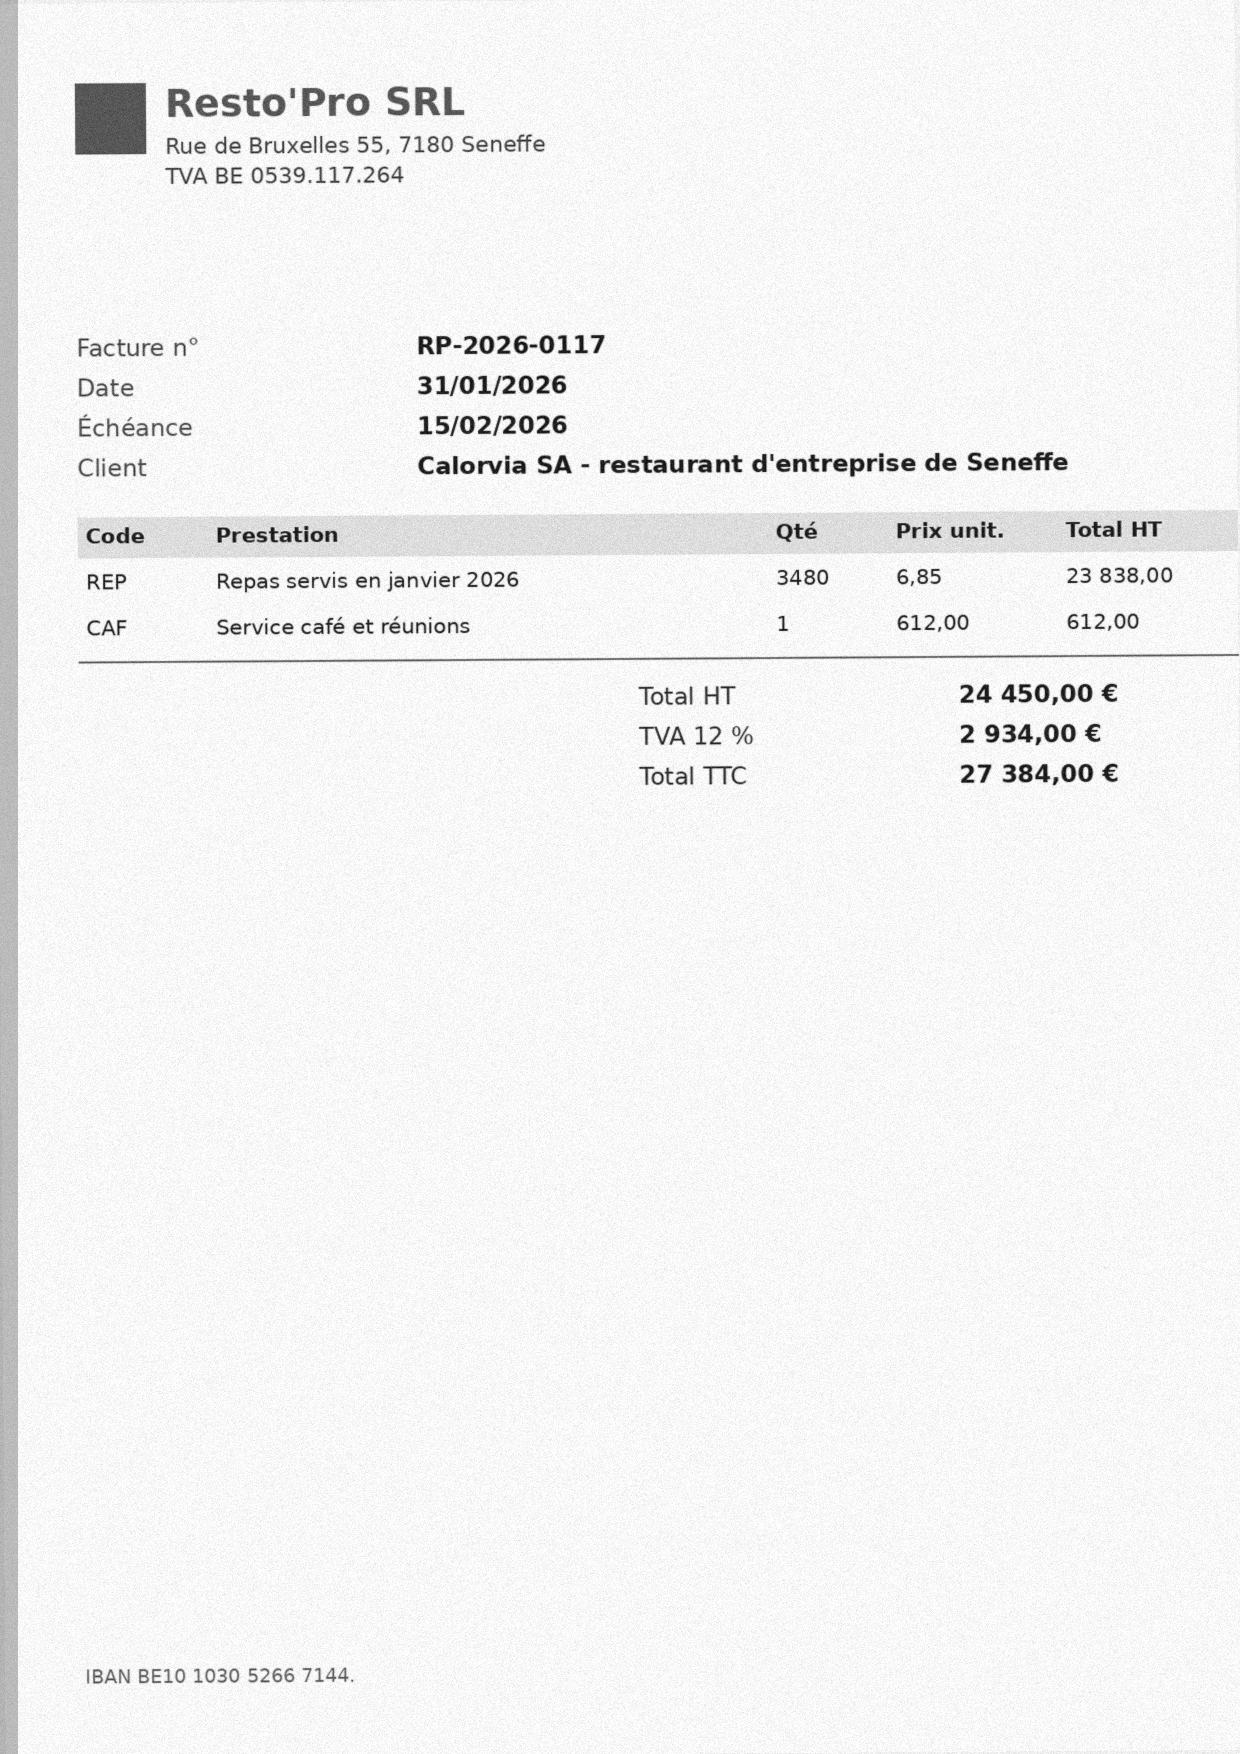 Resto'Pro SRL
Rue de Bruxelles 55, 7180 Seneffe
TVA BE 0539.117.264
Facture n° RP-2026-0117
Date 31/01/2026
Échéance 15/02/2026
Client Calorvia SA - restaurant d'entreprise de Seneffe
Code Prestation Qté Prix unit. Total HT
REP Repas servis en janvier 2026 3480 6,85 23 838,00
CAF Service café et réunions 1 612,00 612,00
Total HT 24 450,00 €
TVA 12 % 2 934,00 €
Total TTC 27 384,00 €
IBAN BE10 1030 5266 7144.